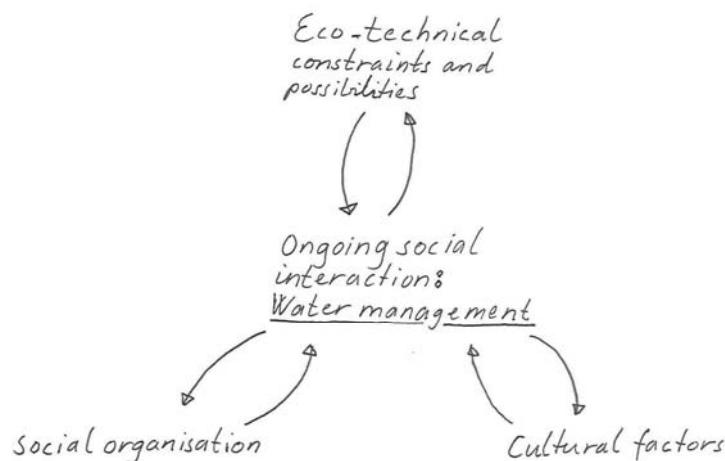 Eco-technical
constraints and
possibilities
Ongoing social
interaction:
Water management
Social organisation
Cultural factors